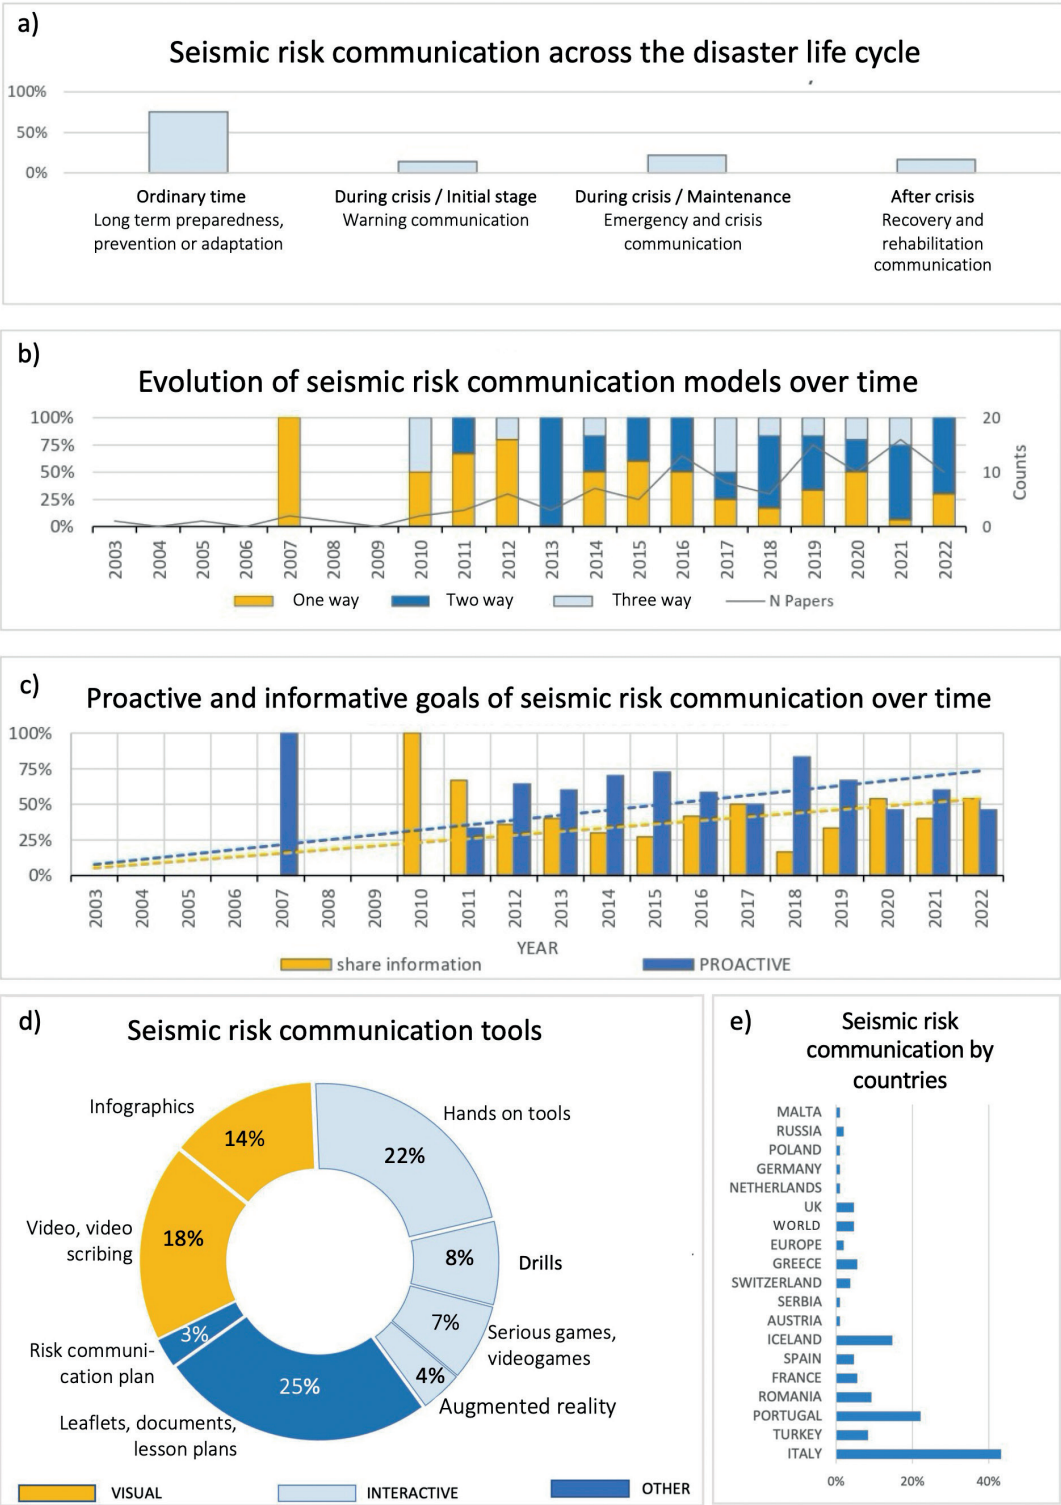 a)
Seismic risk communication across the disaster life cycle
100%
50%
0%
Ordinary time
Long term preparedness,
prevention or adaptation
During crisis / Initial stage
Warning communication
During crisis / Maintenance
Emergency and crisis
communication
After crisis
Recovery and
rehabilitation
communication
b)
Evolution of seismic risk communication models over time
100%
75%
50%
25%
0%
20
10
0
Counts
2003
2004
2005
2006
2007
2008
2009
2010
2011
2012
2013
2014
2015
2016
2017
2018
2019
2020
2021
2022
One way
Two way
Three way
N Papers
c)
Proactive and informative goals of seismic risk communication over time
100%
75%
50%
25%
0%
2003
2004
2005
2006
2007
2008
2009
2010
2011
2012
2013
2014
2015
2016
2017
2018
2019
2020
2021
2022
YEAR
share information
PROACTIVE
d)
Seismic risk communication tools
Infographics
14%
Hands on tools
22%
Video, video
scribing
18%
8%
Drills
7%
Serious games,
videogames
3%
Risk communi-
cation plan
4%
Augmented reality
25%
Leaflets, documents,
lesson plans
VISUAL
INTERACTIVE
OTHER
e)
Seismic risk
communication by
countries
MALTA
RUSSIA
POLAND
GERMANY
NETHERLANDS
UK
WORLD
EUROPE
GREECE
SWITZERLAND
SERBIA
AUSTRIA
ICELAND
SPAIN
FRANCE
ROMANIA
PORTUGAL
TURKEY
ITALY
0%
20%
40%